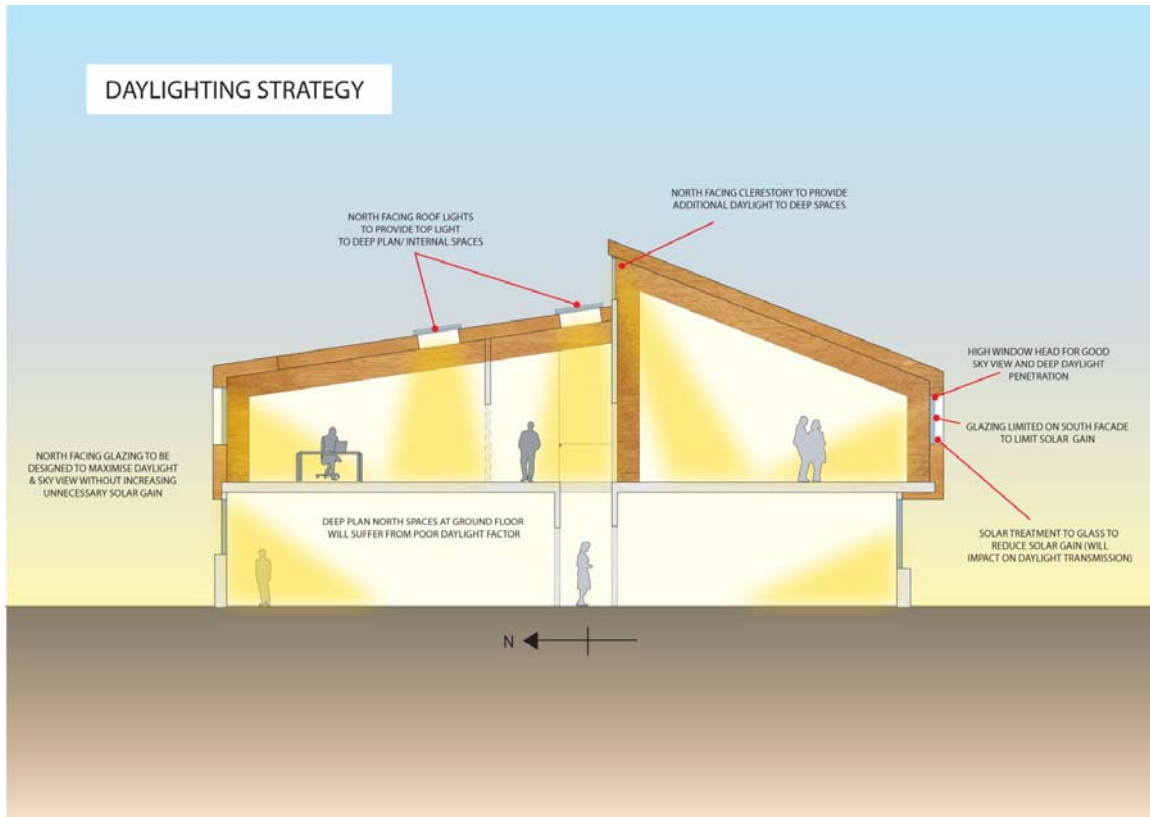 DAYLIGHTING STRATEGY
NORTH FACING CLERESTORY TO PROVIDE
ADDITIONAL DAYLIGHT TO DEEP SPACES
NORTH FACING ROOF LIGHTS
TO PROVIDE TOP LIGHT
TO DEEP PLAN/ INTERNAL SPACES
HIGH WINDOW HEAD FOR GOOD
SKY VIEW AND DEEP DAYLIGHT
PENETRATION
GLAZING LIMITED ON SOUTH FACADE
TO LIMIT SOLAR GAIN
NORTH FACING GLAZING TO BE
DESIGNED TO MAXIMISE DAYLIGHT
& SKY VIEW WITHOUT INCREASING
UNNECESSARY SOLAR GAIN
DEEP PLAN NORTH SPACES AT GROUND FLOOR
WILL SUFFER FROM POOR DAYLIGHT FACTOR
SOLAR TREATMENT TO GLASS TO
REDUCE SOLAR GAIN (WILL
IMPACT ON DAYLIGHT TRANSMISSION)
N